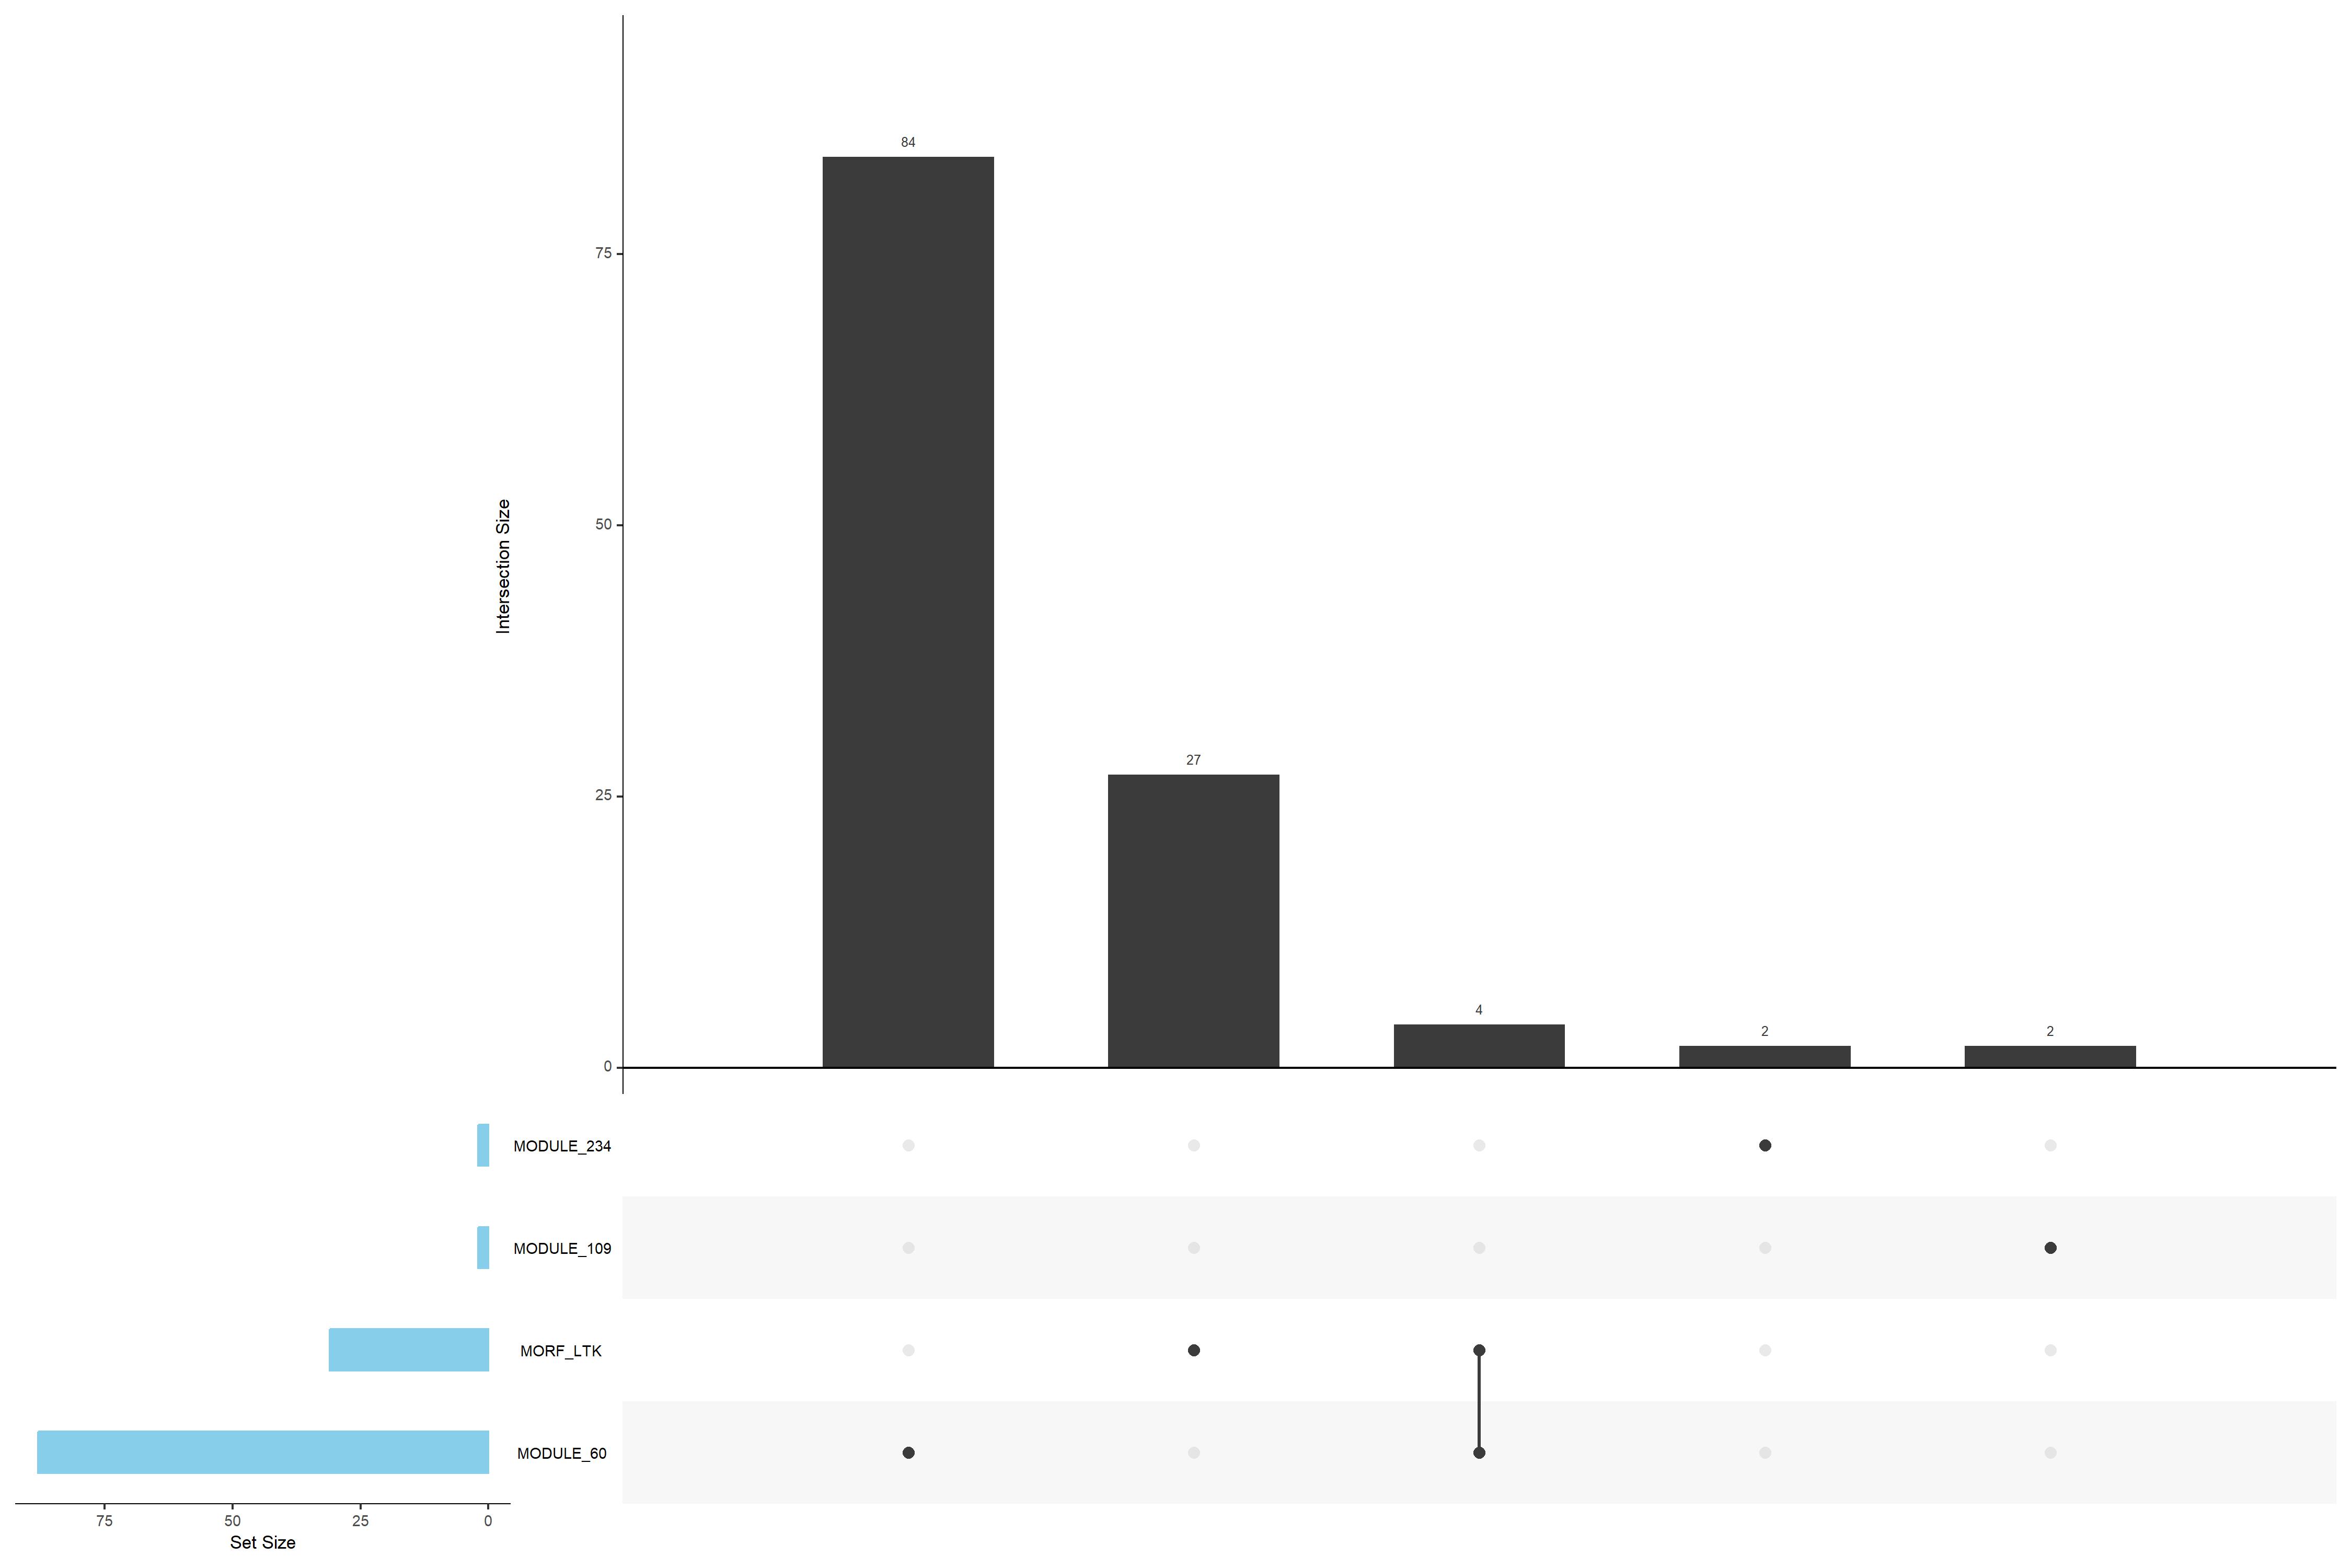 84
75
50
Intersection Size
27
25
4
2
2
0
MODULE_234
MODULE_109
MORF_LTK
MODULE_60
75 50 25 0
Set Size